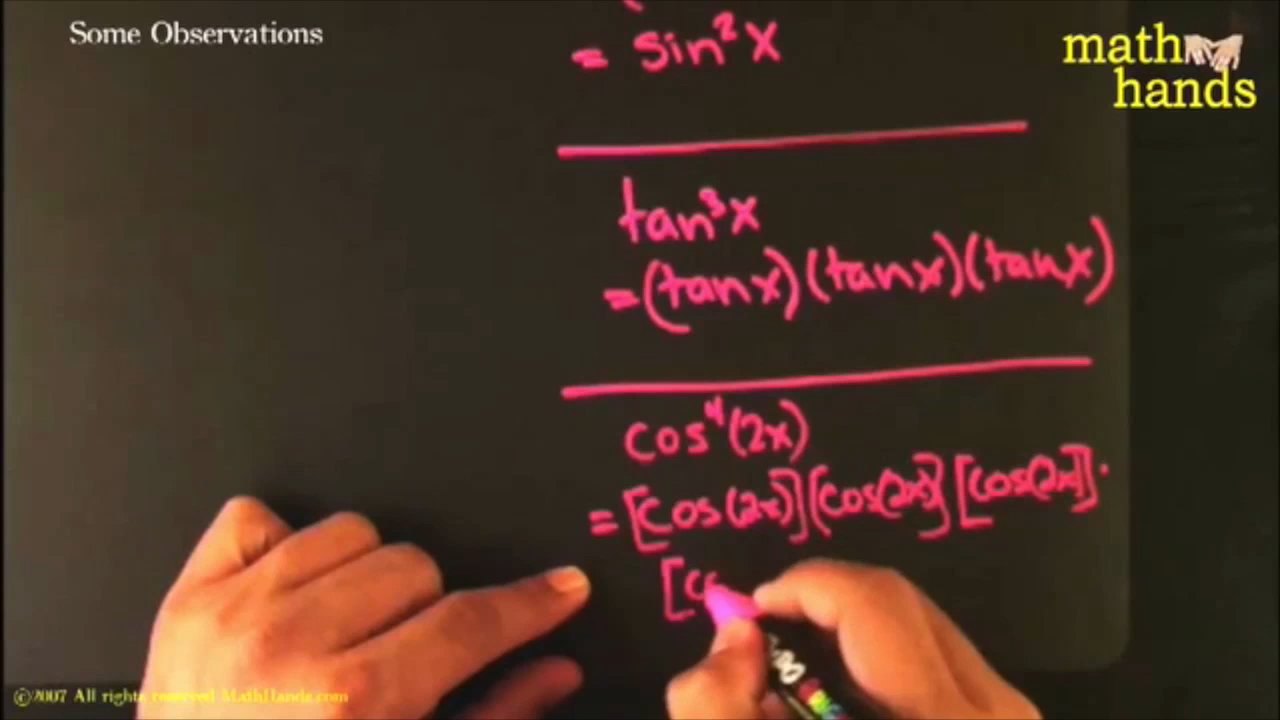 Some Observations
math
hands
= sin²x
tan³x
=(tanx)(tanx)(tanx)
cos⁴(2x)
=[cos(2x)][cos(2x)][cos(2x)]·
[co
©2007 All rights reserved MathHands.com